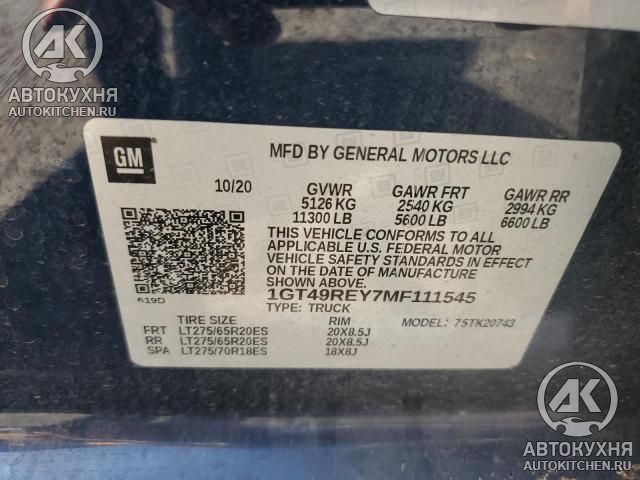 AK
АВТОКУХНЯ
AUTOKITCHEN.RU
GM
MFD BY GENERAL MOTORS LLC
10/20 GVWR GAWR FRT GAWR RR
5126 KG 2540 KG 2994 KG
11300 LB 5600 LB 6600 LB
THIS VEHICLE CONFORMS TO ALL
APPLICABLE U.S. FEDERAL MOTOR
VEHICLE SAFETY STANDARDS IN EFFECT
ON THE DATE OF MANUFACTURE SHOWN ABOVE.
619D 1GT49REY7MF111545
TYPE: TRUCK MODEL: 75TK20743
TIRE SIZE RIM
FRT LT275/65R20ES 20X8.5J
RR LT275/65R20ES 20X8.5J
SPA LT275/70R18ES 18X8J
AK
АВТОКУХНЯ
AUTOKITCHEN.RU